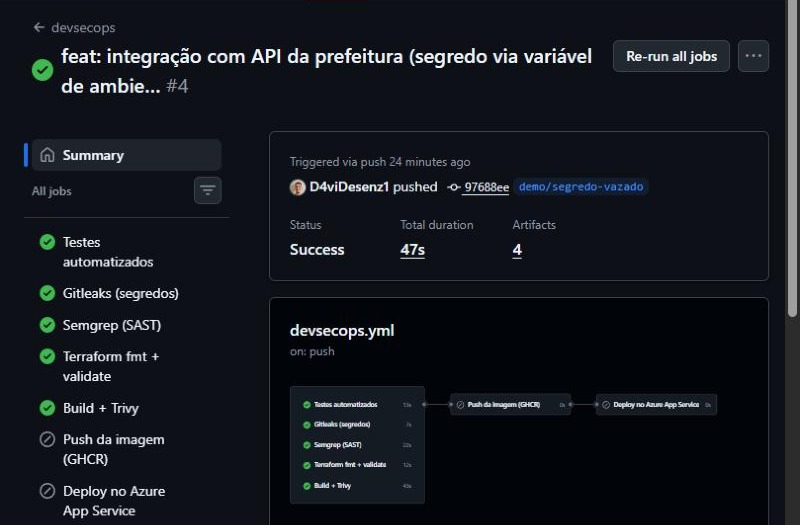 devsecops
feat: integração com API da prefeitura (segredo via variável
de ambie... #4
Re-run all jobs
Summary
All jobs
Testes
automatizados
Gitleaks (segredos)
Semgrep (SAST)
Terraform fmt +
validate
Build + Trivy
Push da imagem
(GHCR)
Deploy no Azure
App Service
Triggered via push 24 minutes ago
D4viDesenz1 pushed 97688ee demo/segredo-vazado
Status Total duration Artifacts
Success 47s 4
devsecops.yml
on: push
Testes automatizados
Gitleaks (segredos)
Semgrep (SAST)
Terraform fmt + validate
Build + Trivy
Push da imagem (GHCR)
Deploy no Azure App Service